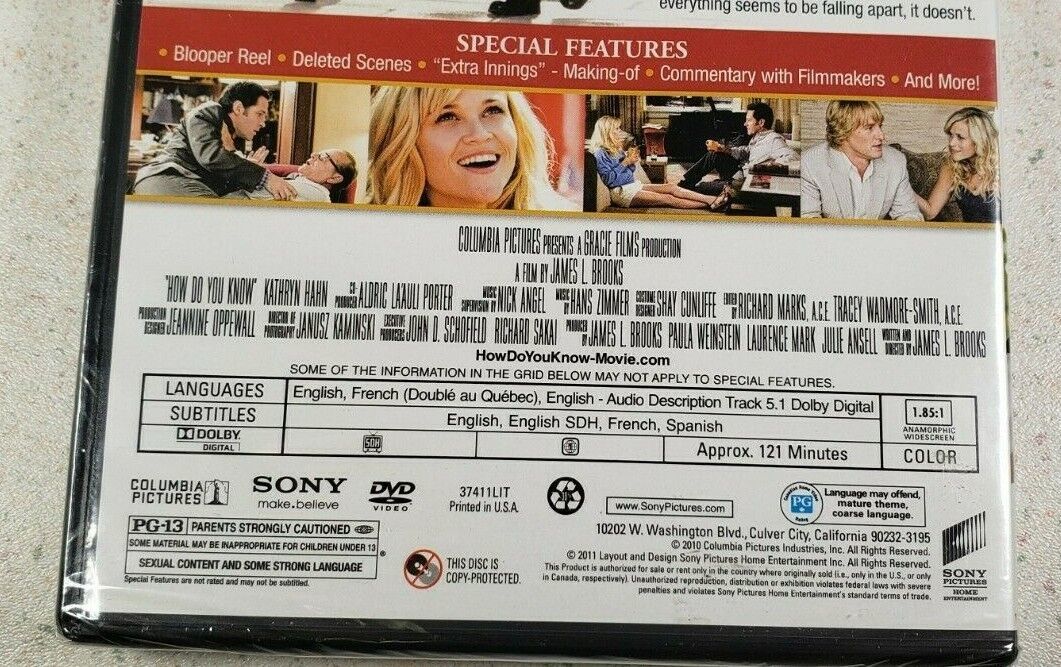 everything seems to be falling apart, it doesn't.
SPECIAL FEATURES
• Blooper Reel • Deleted Scenes • “Extra Innings” - Making-of • Commentary with Filmmakers • And More!
COLUMBIA PICTURES PRESENTS A GRACIE FILMS PRODUCTION
A FILM BY JAMES L. BROOKS
"HOW DO YOU KNOW" KATHRYN HAHN CO-PRODUCER ALDRIC LA'AULI PORTER MUSIC SUPERVISION BY NICK ANGEL MUSIC BY HANS ZIMMER COSTUME DESIGNER SHAY CUNLIFFE EDITED BY RICHARD MARKS, A.C.E. TRACEY WADMORE-SMITH, A.C.E.
PRODUCTION DESIGNER JEANNINE OPPEWALL DIRECTOR OF PHOTOGRAPHY JANUSZ KAMINSKI EXECUTIVE PRODUCERS JOHN D. SCHOFIELD RICHARD SAKAI PRODUCED BY JAMES L. BROOKS PAULA WEINSTEIN LAURENCE MARK JULIE ANSELL WRITTEN AND DIRECTED BY JAMES L. BROOKS
HowDoYouKnow-Movie.com
SOME OF THE INFORMATION IN THE GRID BELOW MAY NOT APPLY TO SPECIAL FEATURES.
LANGUAGES English, French (Doublé au Québec), English - Audio Description Track 5.1 Dolby Digital
SUBTITLES English, English SDH, French, Spanish
1.85:1
ANAMORPHIC
WIDESCREEN
DOLBY
DIGITAL
SDH
Approx. 121 Minutes
COLOR
COLUMBIA
PICTURES
SONY
make.believe
DVD
VIDEO
37411LIT
Printed in U.S.A.
www.SonyPictures.com
PG
Language may offend,
mature theme,
coarse language.
PG-13 PARENTS STRONGLY CAUTIONED
SOME MATERIAL MAY BE INAPPROPRIATE FOR CHILDREN UNDER 13
SEXUAL CONTENT AND SOME STRONG LANGUAGE
Special Features are not rated and may not be subtitled.
THIS DISC IS
COPY-PROTECTED.
10202 W. Washington Blvd., Culver City, California 90232-3195
© 2010 Columbia Pictures Industries, Inc. All Rights Reserved.
© 2011 Layout and Design Sony Pictures Home Entertainment Inc. All Rights Reserved.
This Product is authorized for sale or rent only in the country where originally sold (i.e., only in the U.S., or only
in Canada, respectively). Unauthorized reproduction, distribution or exhibition violates federal laws with severe
penalties and violates Sony Pictures Home Entertainment's standard terms of trade.
SONY
PICTURES
HOME
ENTERTAINMENT